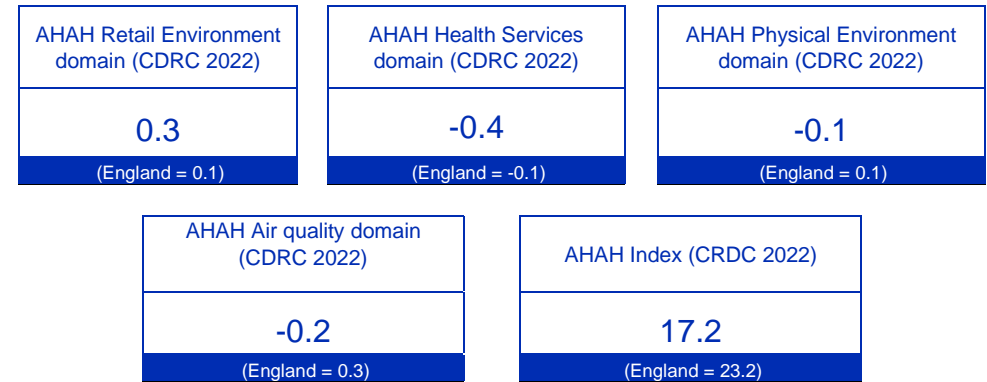 AHAH Retail Environment
domain (CDRC 2022)
0.3
(England = 0.1)
AHAH Health Services
domain (CDRC 2022)
-0.4
(England = -0.1)
AHAH Physical Environment
domain (CDRC 2022)
-0.1
(England = 0.1)
AHAH Air quality domain
(CDRC 2022)
-0.2
(England = 0.3)
AHAH Index (CRDC 2022)
17.2
(England = 23.2)